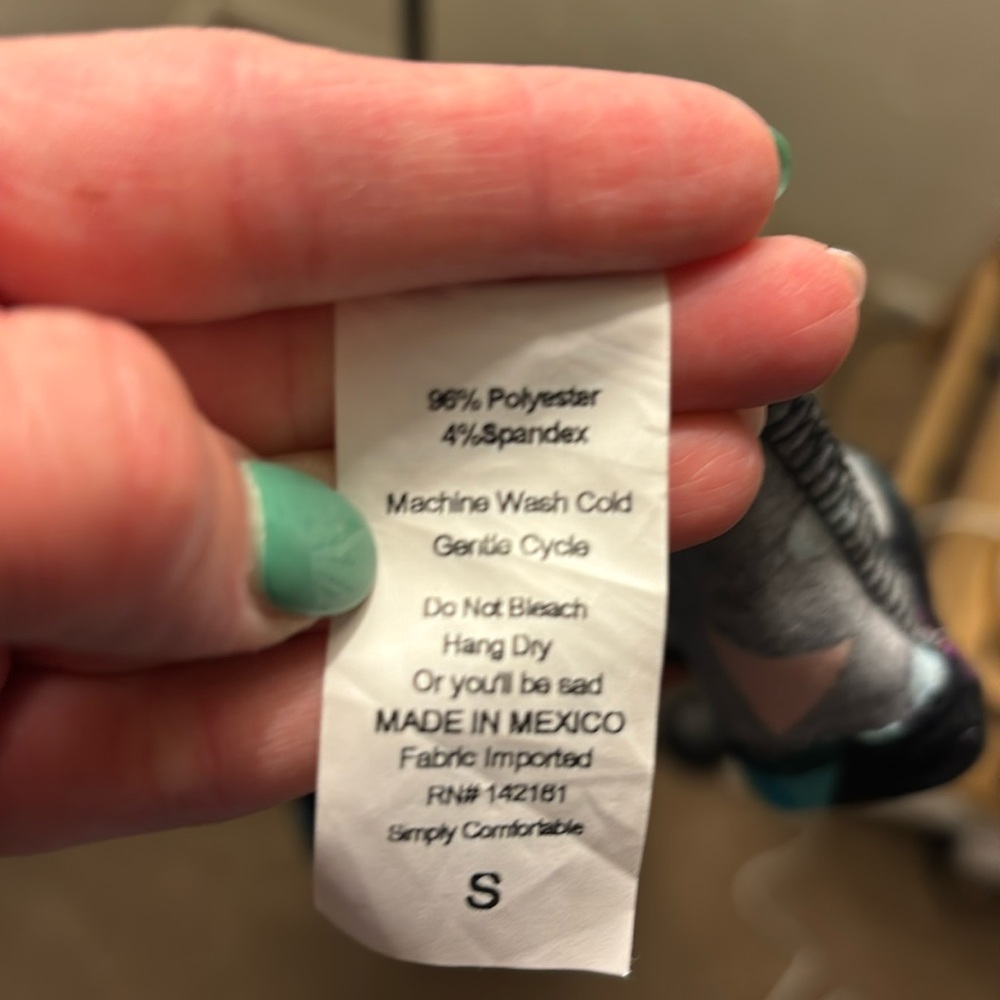 96% Polyester
4%Spandex
Machine Wash Cold
Gentle Cycle
Do Not Bleach
Hang Dry
Or you'll be sad
MADE IN MEXICO
Fabric Imported
RN# 142161
Simply Comfortable
S